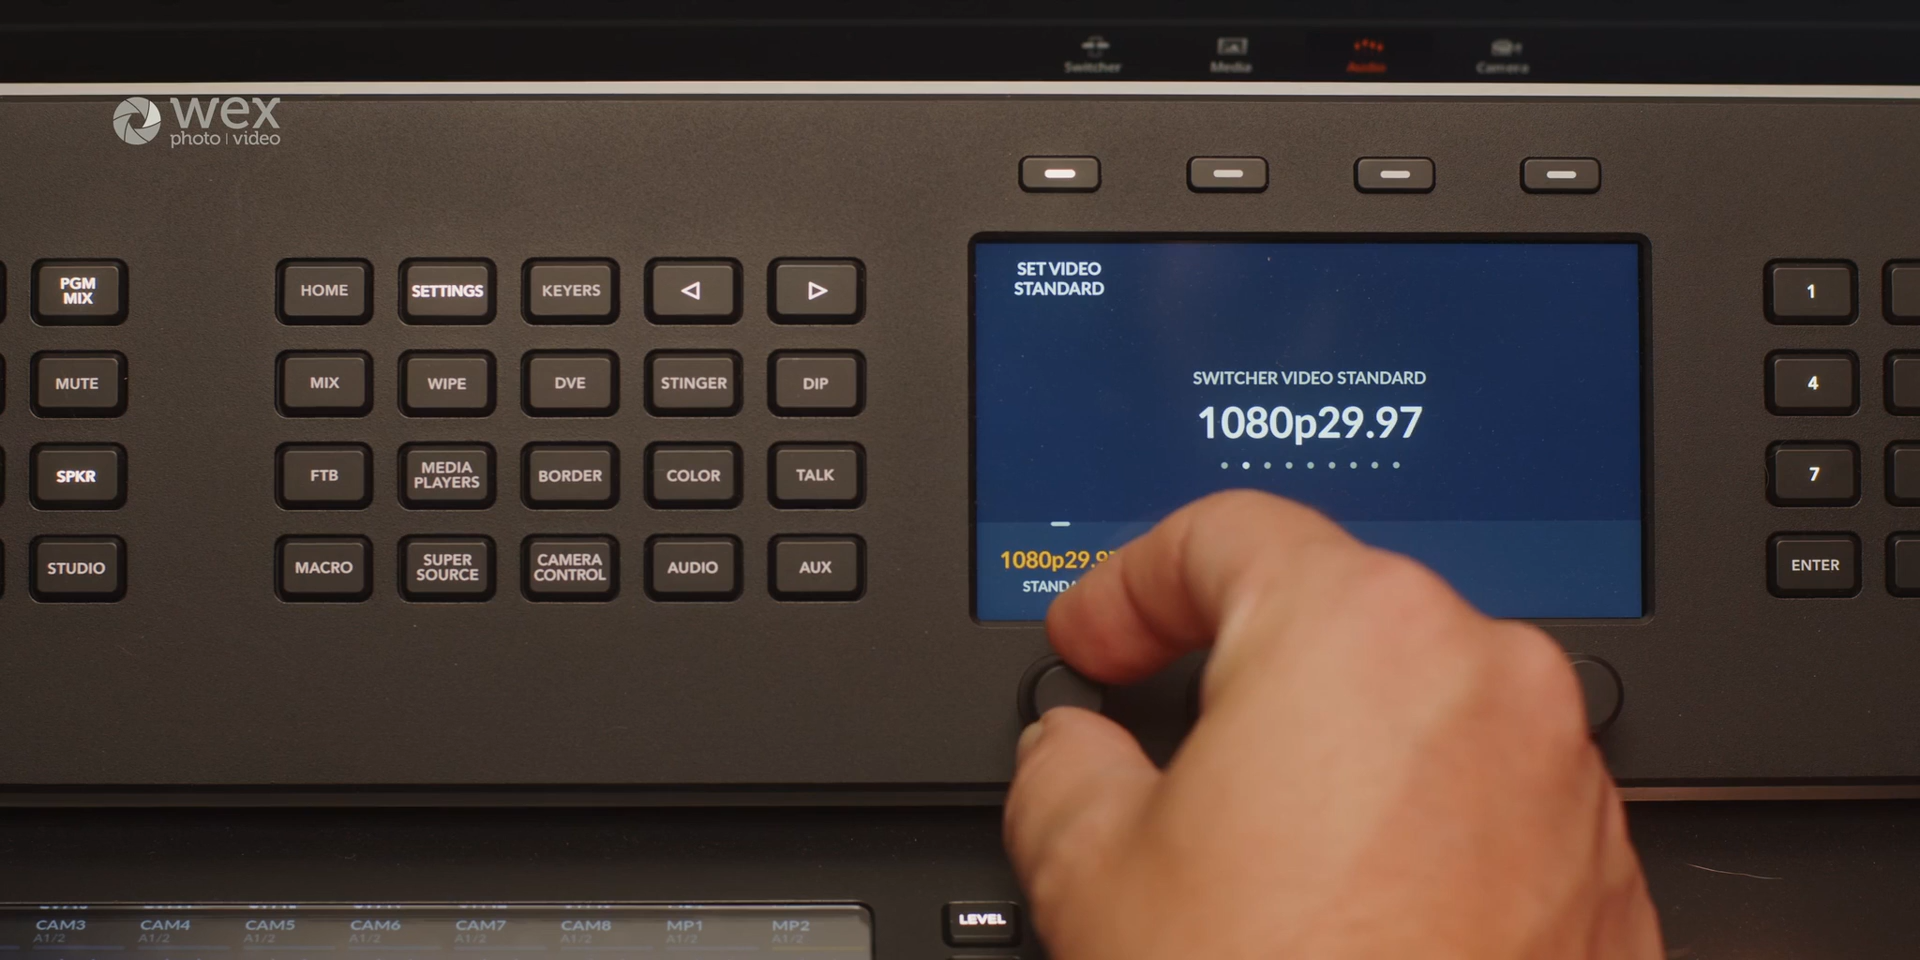 Switcher
Media
Audio
Camera
wex
photo | video
PGM
MIX
HOME
SETTINGS
KEYERS
MUTE
MIX
WIPE
DVE
STINGER
DIP
SPKR
FTB
MEDIA
PLAYERS
BORDER
COLOR
TALK
STUDIO
MACRO
SUPER
SOURCE
CAMERA
CONTROL
AUDIO
AUX
SET VIDEO
STANDARD
SWITCHER VIDEO STANDARD
1080p29.97
1080p29.97
1
4
7
ENTER
LEVEL
CAM3
A1/2
CAM4
A1/2
CAM5
A1/2
CAM6
A1/2
CAM7
A1/2
CAM8
A1/2
MP1
A1/2
MP2
A1/2